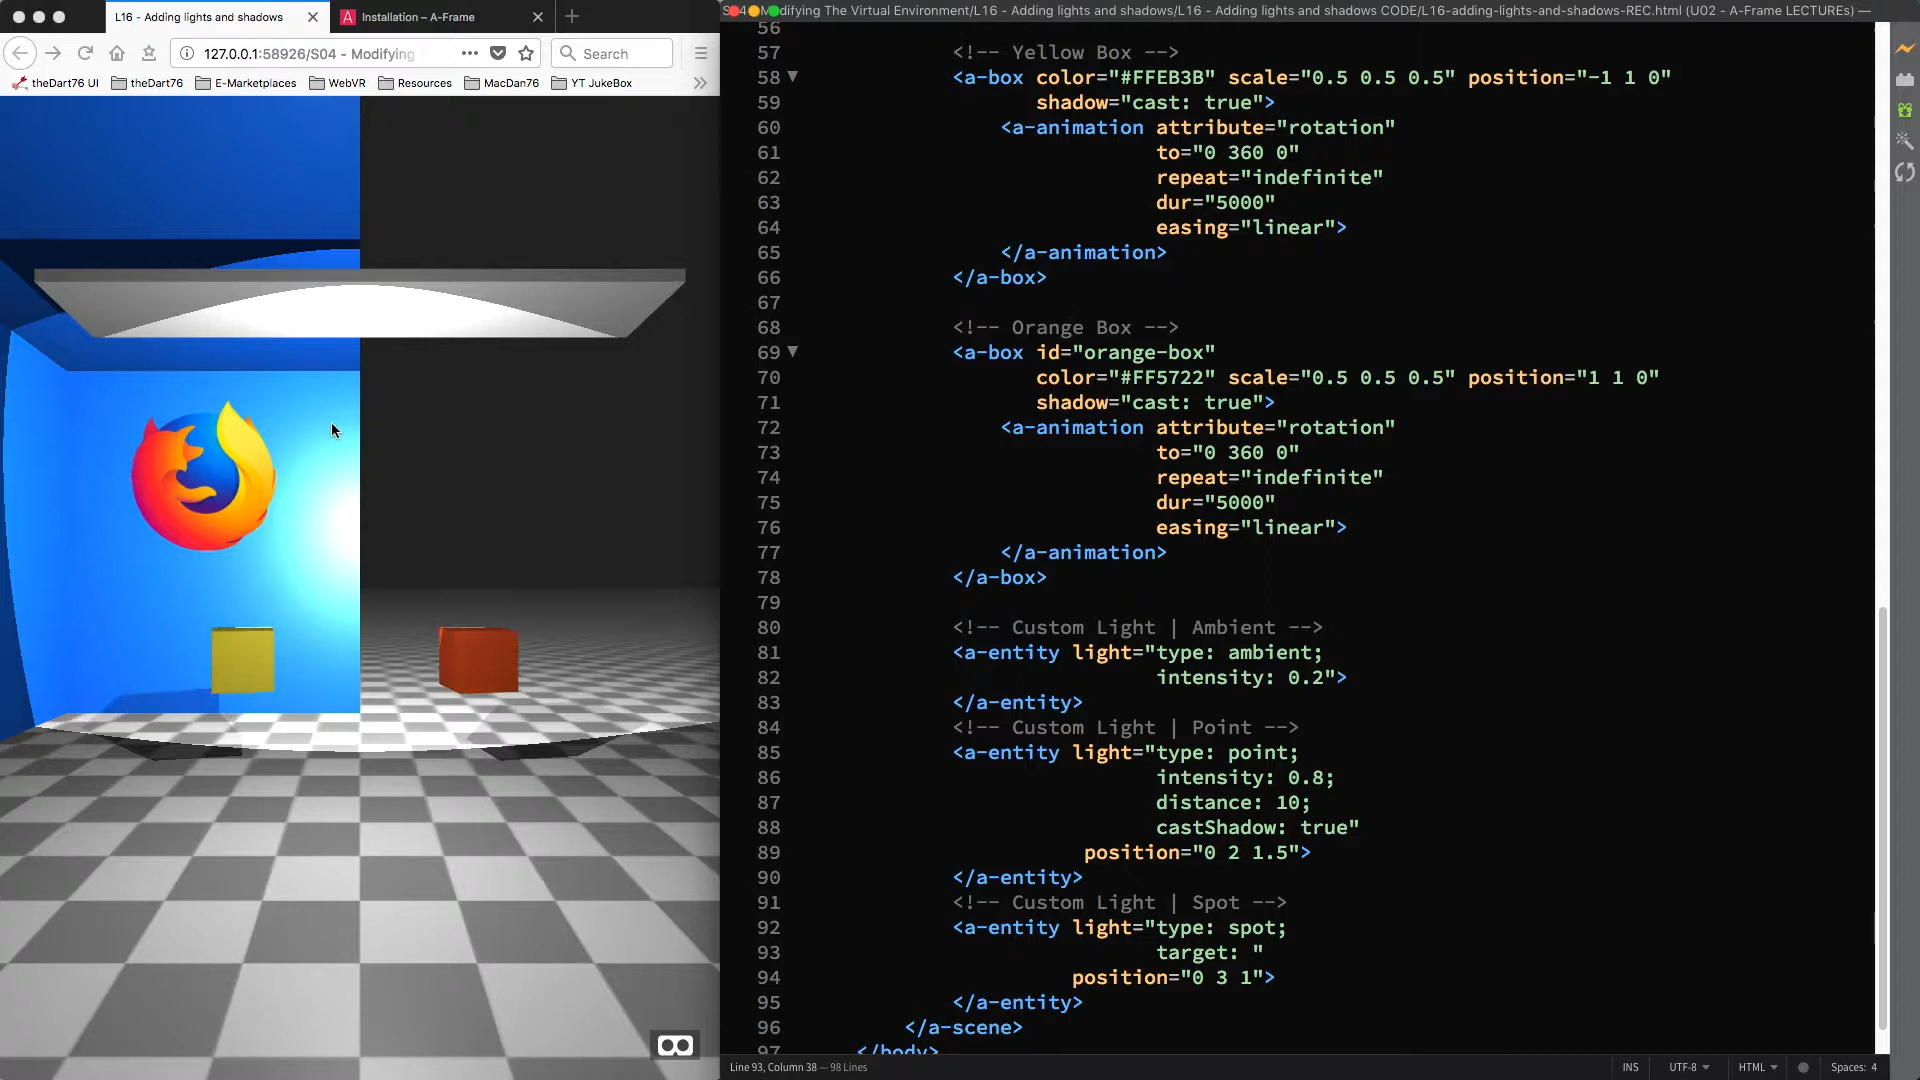 L16 - Adding lights and shadows
Installation – A-Frame
127.0.0.1:58926/S04 - Modifying
Search
theDart76 UI
theDart76
E-Marketplaces
WebVR
Resources
MacDan76
YT JukeBox
Modifying The Virtual Environment/L16 - Adding lights and shadows/L16 - Adding lights and shadows CODE/L16-adding-lights-and-shadows-REC.html (U02 - A-Frame LECTUREs) —
56
57 <!-- Yellow Box -->
58 <a-box color="#FFEB3B" scale="0.5 0.5 0.5" position="-1 1 0"
59 shadow="cast: true">
60 <a-animation attribute="rotation"
61 to="0 360 0"
62 repeat="indefinite"
63 dur="5000"
64 easing="linear">
65 </a-animation>
66 </a-box>
67
68 <!-- Orange Box -->
69 <a-box id="orange-box"
70 color="#FF5722" scale="0.5 0.5 0.5" position="1 1 0"
71 shadow="cast: true">
72 <a-animation attribute="rotation"
73 to="0 360 0"
74 repeat="indefinite"
75 dur="5000"
76 easing="linear">
77 </a-animation>
78 </a-box>
79
80 <!-- Custom Light | Ambient -->
81 <a-entity light="type: ambient;
82 intensity: 0.2">
83 </a-entity>
84 <!-- Custom Light | Point -->
85 <a-entity light="type: point;
86 intensity: 0.8;
87 distance: 10;
88 castShadow: true"
89 position="0 2 1.5">
90 </a-entity>
91 <!-- Custom Light | Spot -->
92 <a-entity light="type: spot;
93 target: "
94 position="0 3 1">
95 </a-entity>
96 </a-scene>
97 </body>
Line 93, Column 38 — 98 Lines
INS
UTF-8
HTML
Spaces: 4